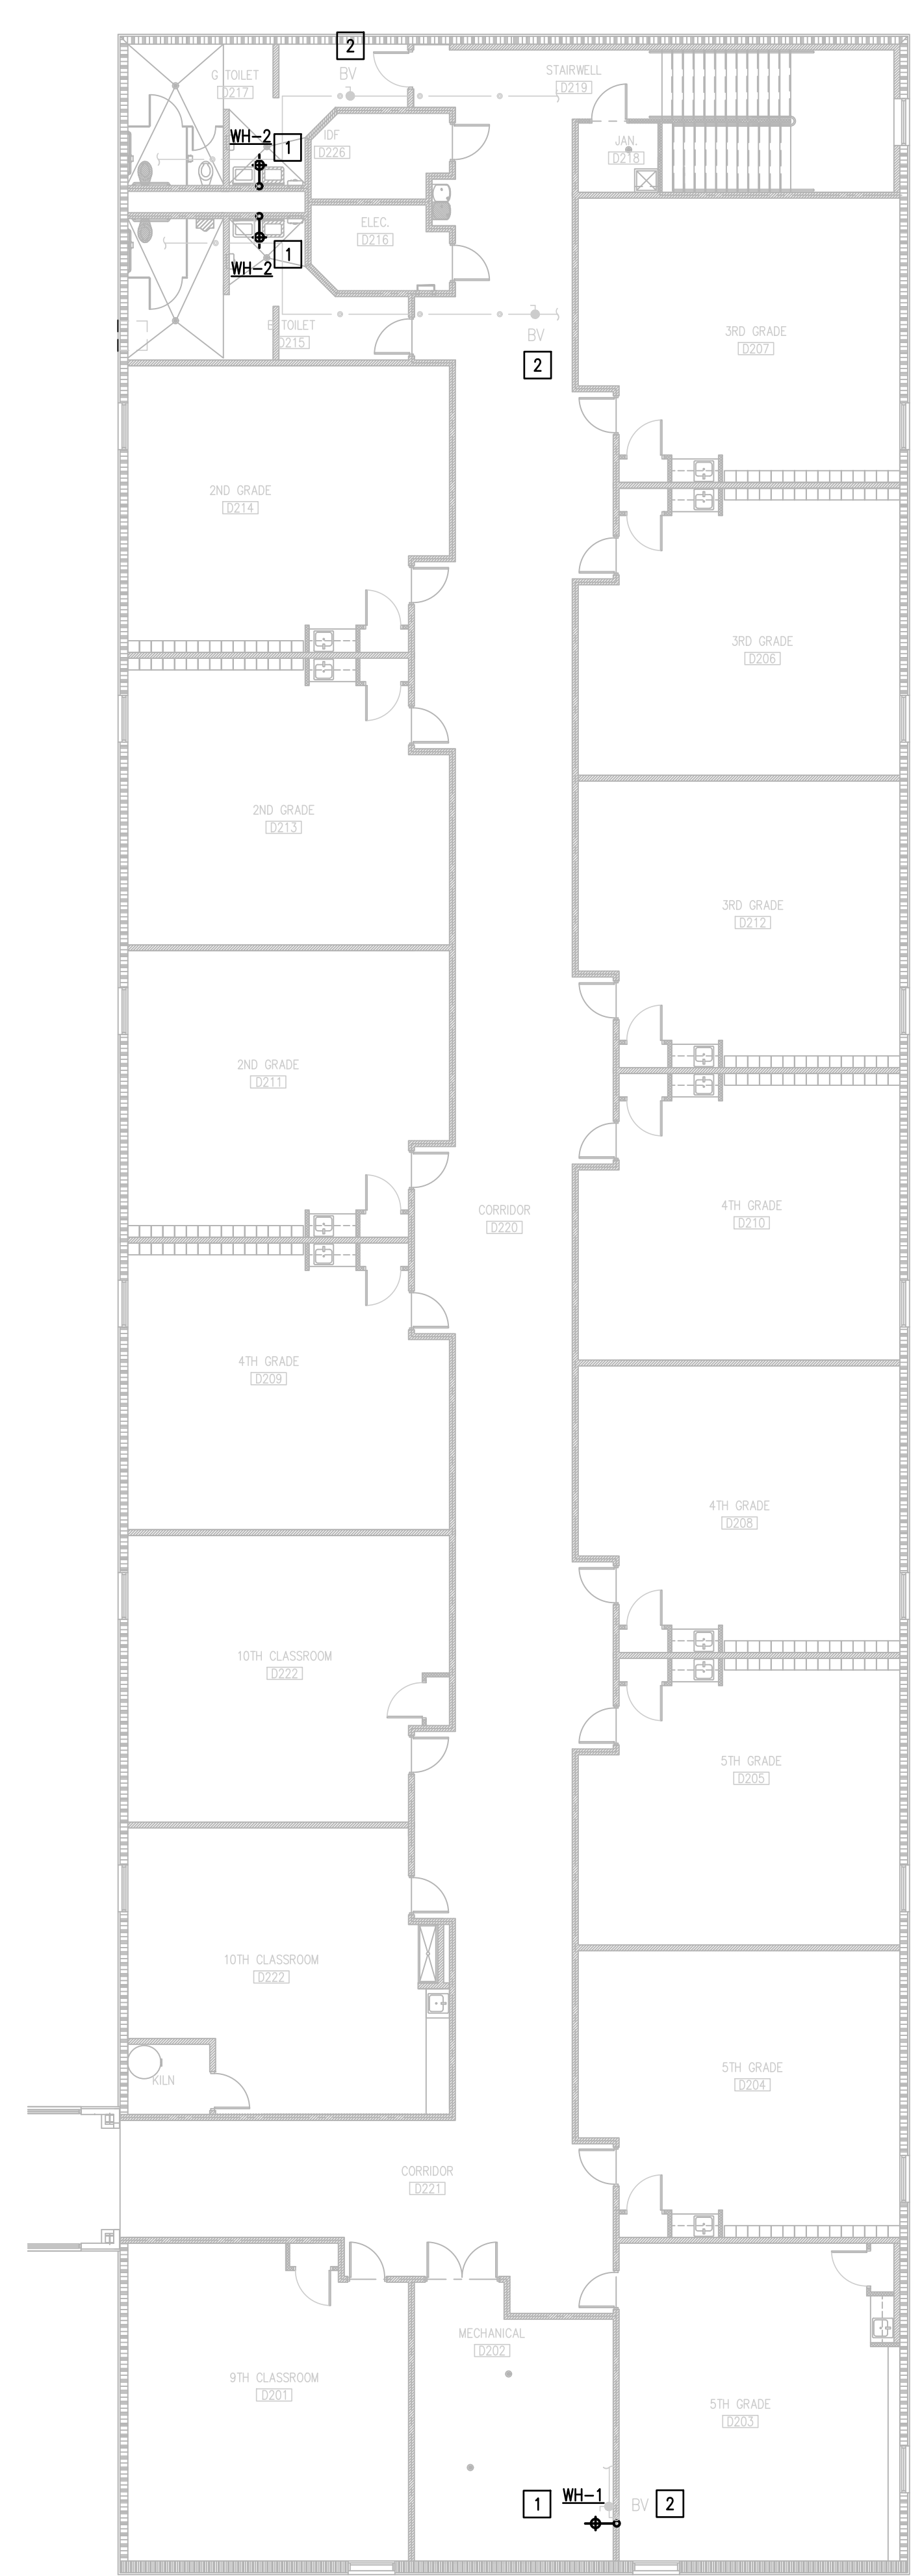 2
BV
G TOILET
D217
STAIRWELL
D219
WH-2
1
IDF
D226
JAN.
D218
ELEC.
D216
1
WH-2
TOILET
D215
BV
2
3RD GRADE
D207
2ND GRADE
D214
3RD GRADE
D206
2ND GRADE
D213
3RD GRADE
D212
2ND GRADE
D211
4TH GRADE
D210
CORRIDOR
D220
4TH GRADE
D209
4TH GRADE
D208
10TH CLASSROOM
D222
5TH GRADE
D205
10TH CLASSROOM
D222
KILN
5TH GRADE
D204
CORRIDOR
D221
MECHANICAL
D202
9TH CLASSROOM
D201
5TH GRADE
D203
1
WH-1
BV
2